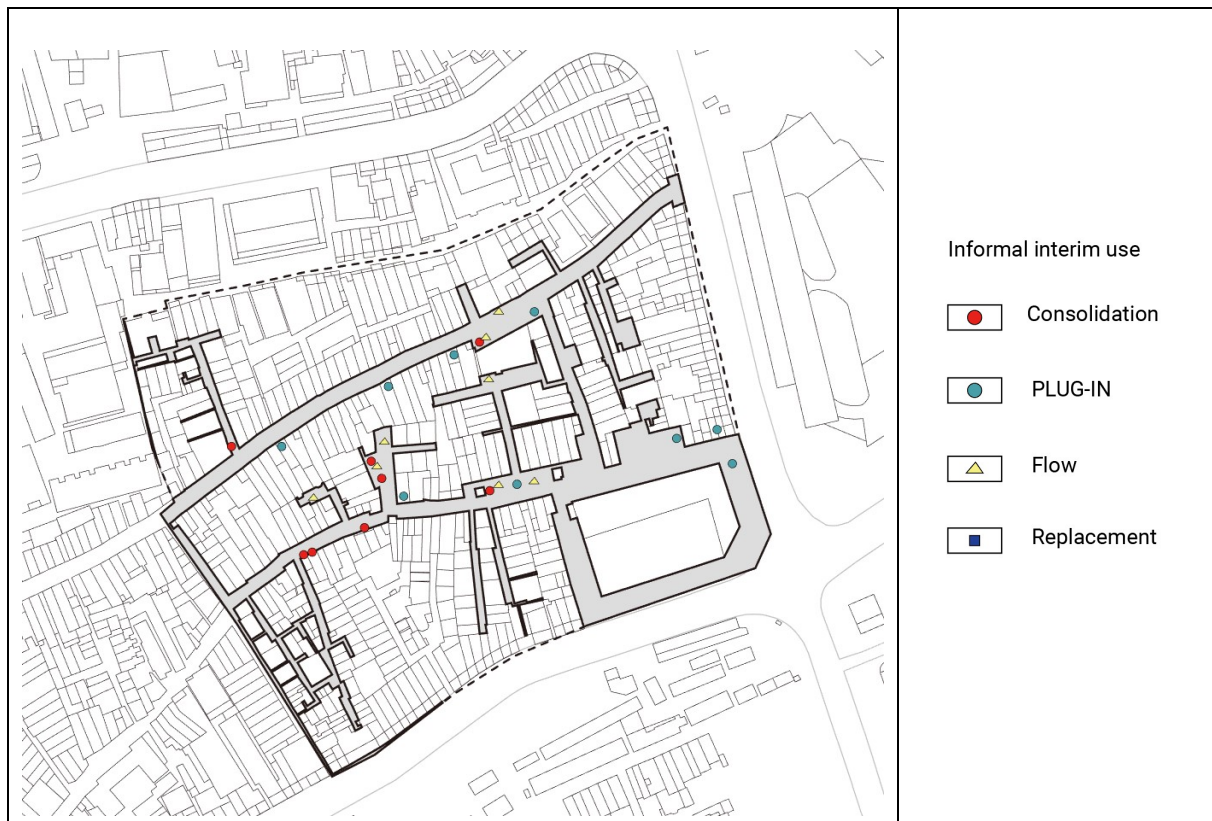 Informal interim use
Consolidation
PLUG-IN
Flow
Replacement